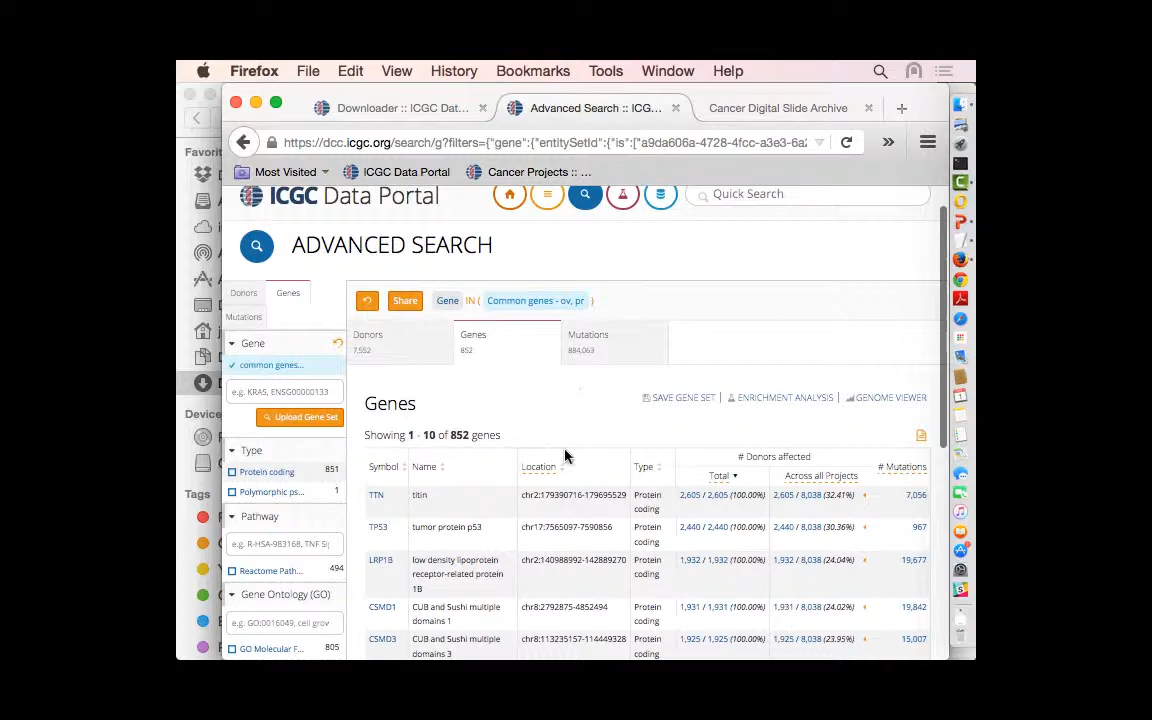 Firefox File Edit View History Bookmarks Tools Window Help
Downloader :: ICGC Dat... Advanced Search :: ICG... Cancer Digital Slide Archive
https://dcc.icgc.org/search/g?filters={"gene":{"entitySetId":{"is":["a9da606a-4728-4fcc-a3e3-6a2
Most Visited ICGC Data Portal Cancer Projects :: ...
Favori
ICGC Data Portal Quick Search
ADVANCED SEARCH
Donors Genes
Mutations
Share Gene IN ( Common genes - ov, pr )
Donors Genes Mutations
7,552 852 884,063
Gene
common genes...
e.g. KRAS, ENSG00000133
Upload Gene Set
Genes
SAVE GENE SET ENRICHMENT ANALYSIS GENOME VIEWER
Showing 1 - 10 of 852 genes
Device
Type
Protein coding 851
Polymorphic ps... 1
Tags
Pathway
e.g. R-HSA-983168, TNF Si
Reactome Path... 494
Gene Ontology (GO)
e.g. GO:0016049, cell grov
GO Molecular F... 805
# Donors affected
Symbol Name Location Type Total Across all Projects # Mutations
TTN titin chr2:179390716-179695529 Protein coding 2,605 / 2,605 (100.00%) 2,605 / 8,038 (32.41%) 7,056
TP53 tumor protein p53 chr17:7565097-7590856 Protein coding 2,440 / 2,440 (100.00%) 2,440 / 8,038 (30.36%) 967
LRP1B low density lipoprotein receptor-related protein 1B chr2:140988992-142889270 Protein coding 1,932 / 1,932 (100.00%) 1,932 / 8,038 (24.04%) 19,677
CSMD1 CUB and Sushi multiple domains 1 chr8:2792875-4852494 Protein coding 1,931 / 1,931 (100.00%) 1,931 / 8,038 (24.02%) 19,842
CSMD3 CUB and Sushi multiple domains 3 chr8:113235157-114449328 Protein coding 1,925 / 1,925 (100.00%) 1,925 / 8,038 (23.95%) 15,007